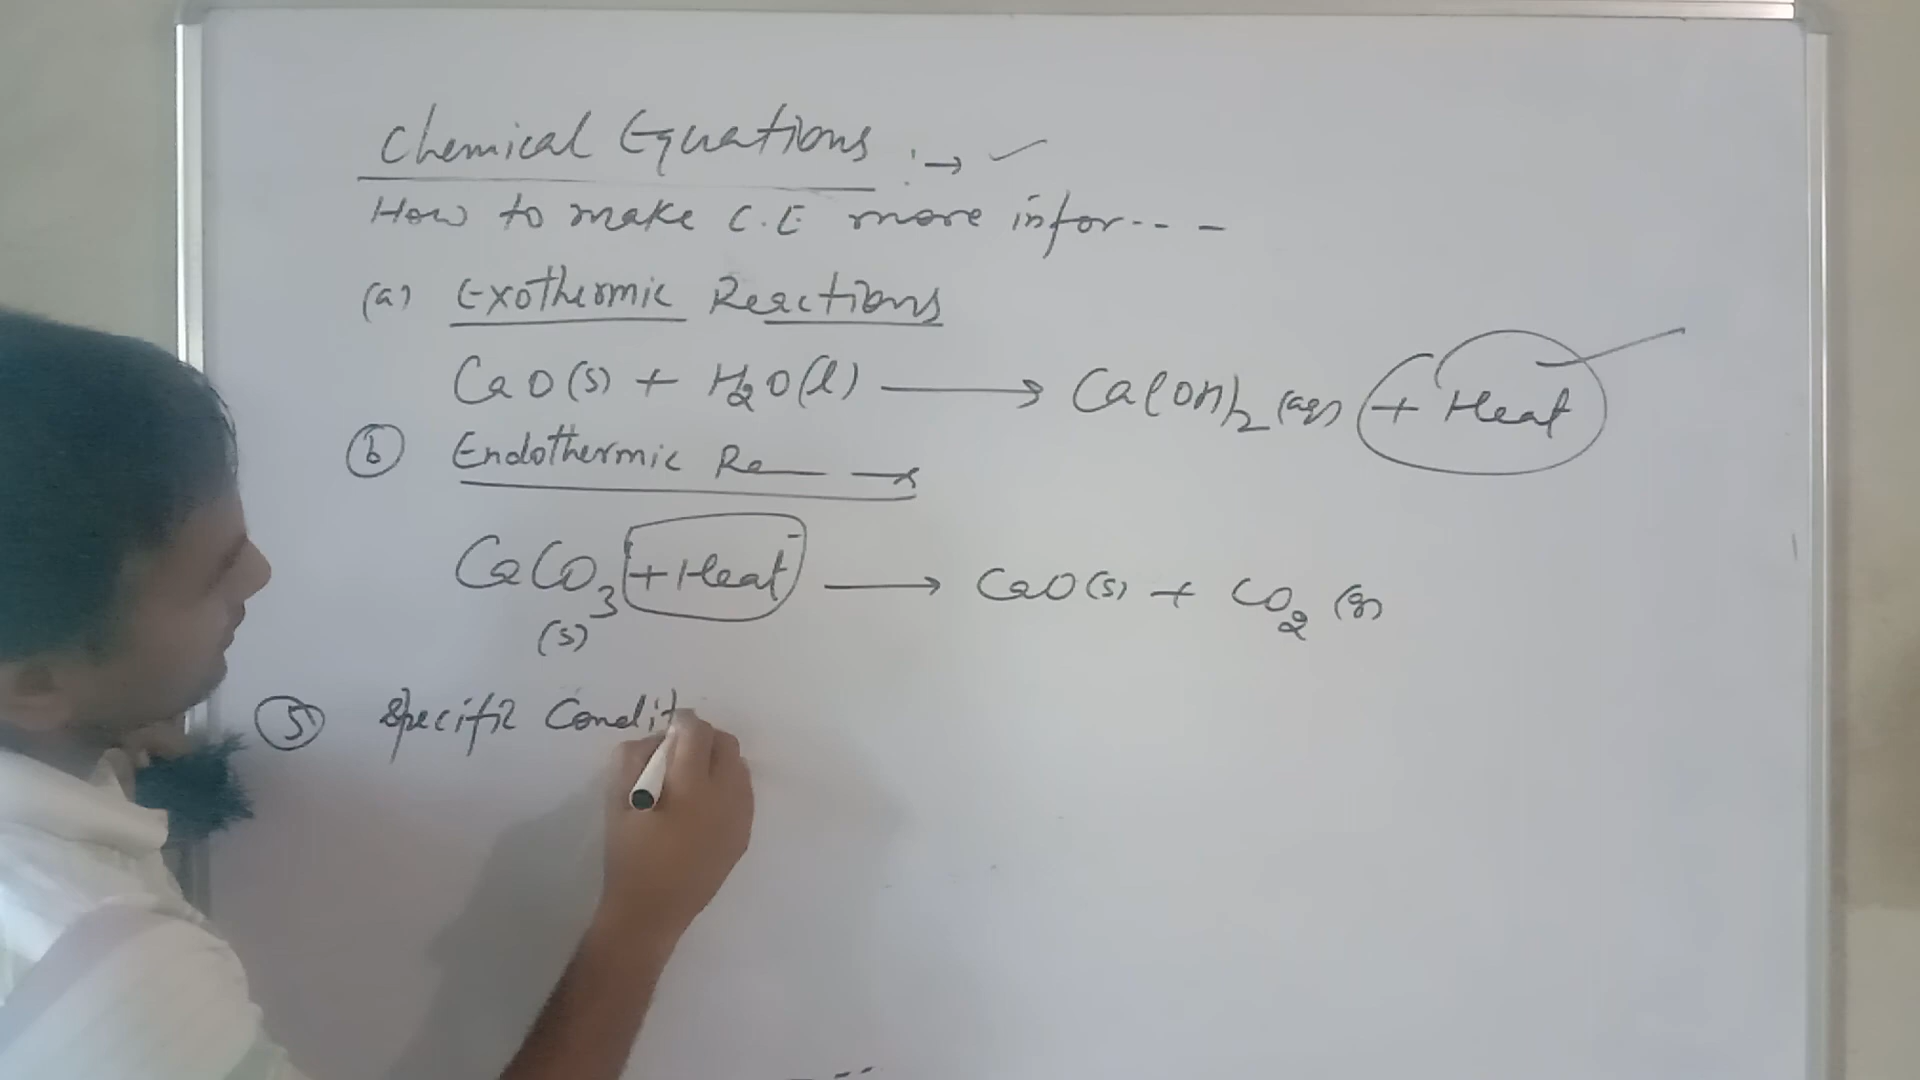 Chemical Equations :→ ✓
How to make C.E more infor---
(a) Exothermic Reactions
CaO(s) + H₂O(l) ⟶ Ca(OH)₂ (aq) + Heat
(b) Endothermic Re
CaCO₃ + Heat ⟶ CaO(s) + CO₂ (g)
(s)
(5) Specific Condit